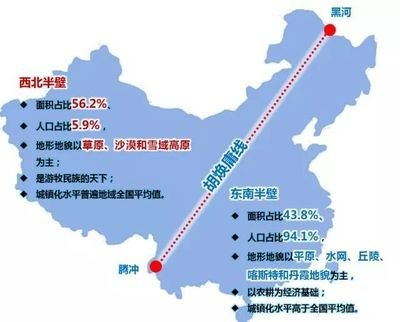 黑河
西北半壁
面积占比56.2%、
人口占比5.9%，
地形地貌以草原、沙漠和雪域高原
为主；
是游牧民族的天下；
城镇化水平普遍地域全国平均值。
胡焕庸线
东南半壁
面积占比43.8%、
人口占比94.1%，
地形地貌以平原、水网、丘陵、
喀斯特和丹霞地貌为主，
以农耕为经济基础；
城镇化水平高于全国平均值。
腾冲